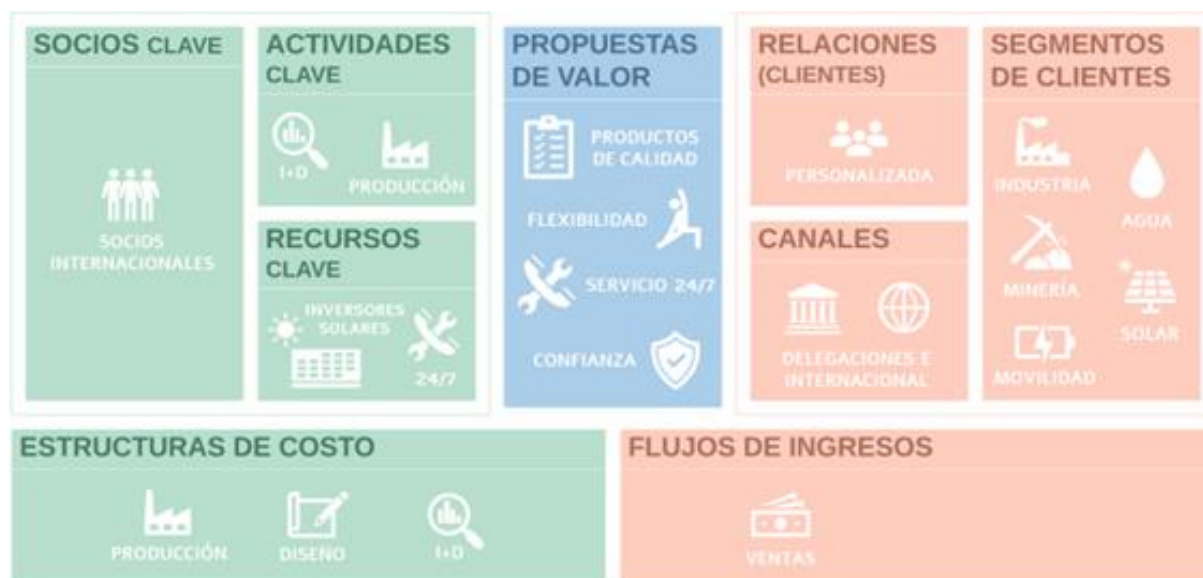 SOCIOS CLAVE
SOCIOS
INTERNACIONALES
ACTIVIDADES
CLAVE
I+D
PRODUCCIÓN
RECURSOS
CLAVE
INVERSORES
SOLARES
24/7
PROPUESTAS
DE VALOR
PRODUCTOS
DE CALIDAD
FLEXIBILIDAD
SERVICIO 24/7
CONFIANZA
RELACIONES
(CLIENTES)
PERSONALIZADA
CANALES
DELEGACIONES E
INTERNACIONAL
SEGMENTOS
DE CLIENTES
INDUSTRIA
AGUA
MINERÍA
SOLAR
MOVILIDAD
ESTRUCTURAS DE COSTO
PRODUCCIÓN
DISEÑO
I+D
FLUJOS DE INGRESOS
VENTAS